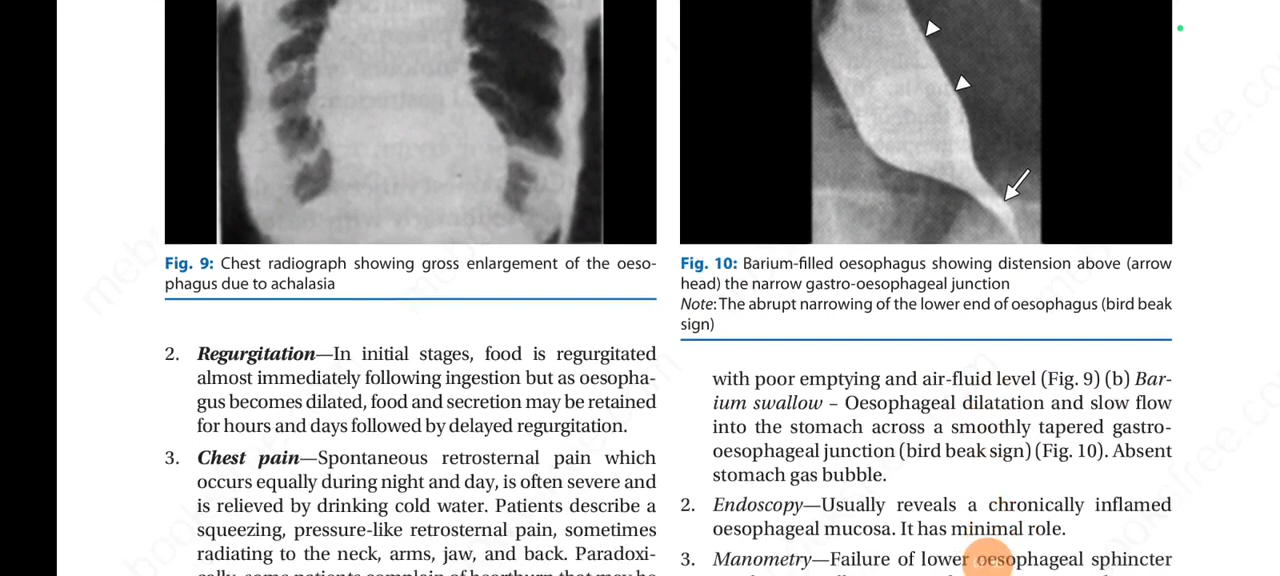 Fig. 9: Chest radiograph showing gross enlargement of the oeso-
phagus due to achalasia
2. Regurgitation—In initial stages, food is regurgitated
almost immediately following ingestion but as oesopha-
gus becomes dilated, food and secretion may be retained
for hours and days followed by delayed regurgitation.
3. Chest pain—Spontaneous retrosternal pain which
occurs equally during night and day, is often severe and
is relieved by drinking cold water. Patients describe a
squeezing, pressure-like retrosternal pain, sometimes
radiating to the neck, arms, jaw, and back. Paradoxi-
Fig. 10: Barium-filled oesophagus showing distension above (arrow
head) the narrow gastro-oesophageal junction
Note: The abrupt narrowing of the lower end of oesophagus (bird beak
sign)
with poor emptying and air-fluid level (Fig. 9) (b) Bar-
ium swallow – Oesophageal dilatation and slow flow
into the stomach across a smoothly tapered gastro-
oesophageal junction (bird beak sign) (Fig. 10). Absent
stomach gas bubble.
2. Endoscopy—Usually reveals a chronically inflamed
oesophageal mucosa. It has minimal role.
3. Manometry—Failure of lower oesophageal sphincter